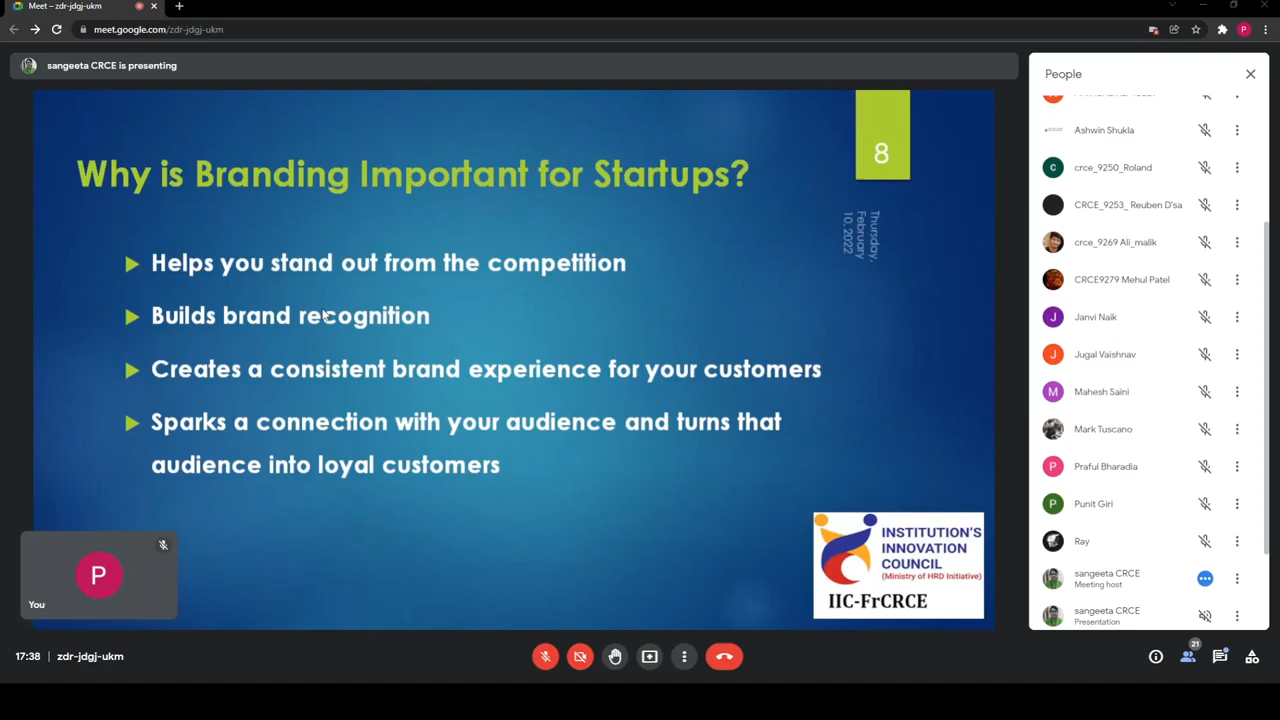 Meet – zdr-jdgj-ukm
meet.google.com/zdr-jdgj-ukm
P
sangeeta CRCE is presenting
Why is Branding Important for Startups?
8
Thursday,
February
10, 2022
Helps you stand out from the competition
Builds brand recognition
Creates a consistent brand experience for your customers
Sparks a connection with your audience and turns that
audience into loyal customers
INSTITUTION'S
INNOVATION
COUNCIL
(Ministry of HRD Initiative)
IIC-FrCRCE
P
You
People
Ashwin Shukla
c
crce_9250_Roland
CRCE_9253_ Reuben D'sa
crce_9269 Ali_malik
CRCE9279 Mehul Patel
J
Janvi Naik
J
Jugal Vaishnav
M
Mahesh Saini
Mark Tuscano
P
Praful Bharadia
P
Punit Giri
Ray
sangeeta CRCE
Meeting host
sangeeta CRCE
Presentation
17:38 | zdr-jdgj-ukm
21